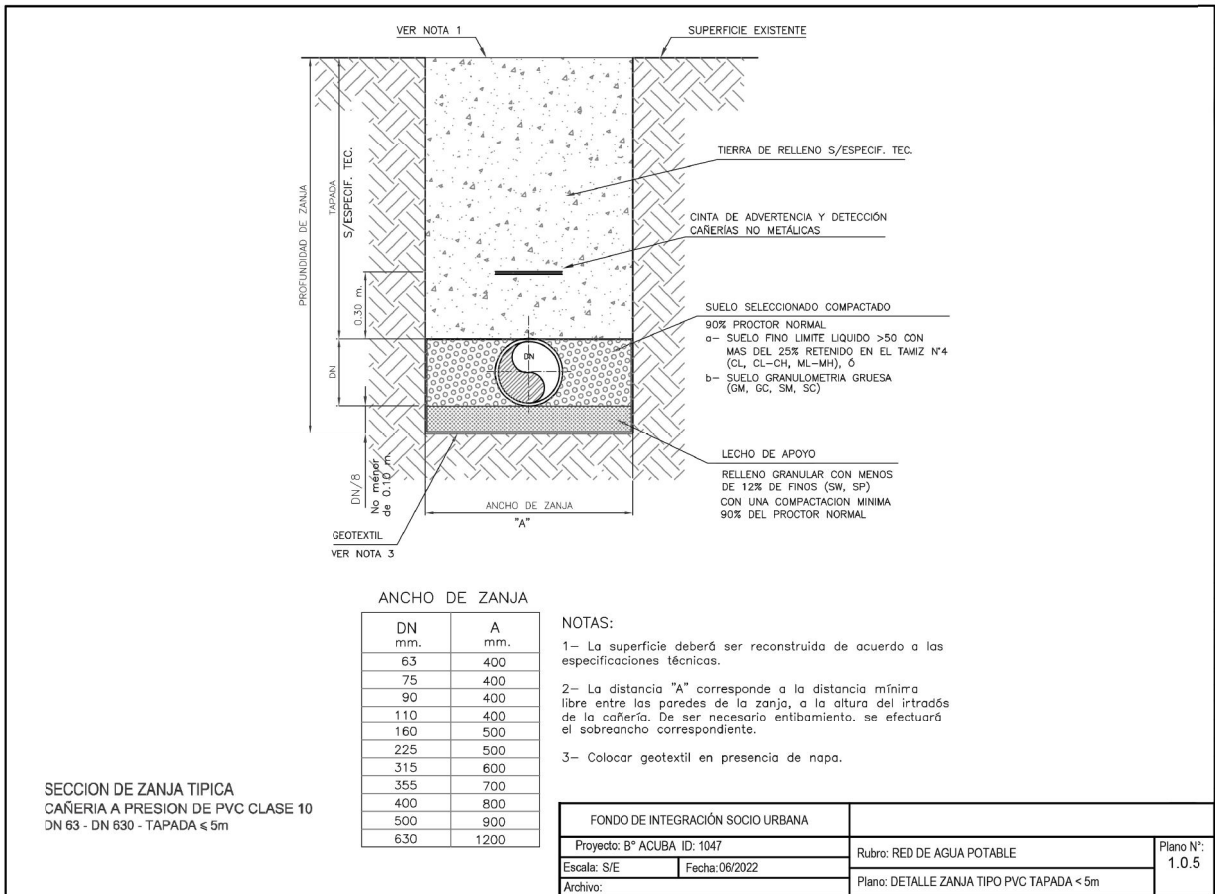 VER NOTA 1
SUPERFICIE EXISTENTE
PROFUNDIDAD DE ZANJA
TAPADA
S/ESPECIF. TEC.
TIERRA DE RELLENO S/ESPECIF. TEC.
CINTA DE ADVERTENCIA Y DETECCIÓN
CAÑERÍAS NO METÁLICAS
0.30 m.
SUELO SELECCIONADO COMPACTADO
90% PROCTOR NORMAL
a- SUELO FINO LIMITE LIQUIDO >50 CON
MAS DEL 25% RETENIDO EN EL TAMIZ N°4
(CL, CL-CH, ML-MH), Ó
b- SUELO GRANULOMETRIA GRUESA
(GM, GC, SM, SC)
DN
DN
LECHO DE APOYO
RELLENO GRANULAR CON MENOS
DE 12% DE FINOS (SW, SP)
CON UNA COMPACTACION MINIMA
90% DEL PROCTOR NORMAL
DN/8
No menor
de 0.10 m.
ANCHO DE ZANJA
"A"
GEOTEXTIL
VER NOTA 3
ANCHO DE ZANJA
DN mm. A mm.
63 400
75 400
90 400
110 400
160 500
225 500
315 600
355 700
400 800
500 900
630 1200
NOTAS:
1- La superficie deberá ser reconstruida de acuerdo a las
especificaciones técnicas.
2- La distancia "A" corresponde a la distancia mínirra
libre entre las paredes de la zanja, a la altura del irtradós
de la cañería. De ser necesario entibamiento. se efectuará
el sobreancho correspondiente.
3- Colocar geotextil en presencia de napa.
SECCION DE ZANJA TIPICA
CAÑERIA A PRESION DE PVC CLASE 10
DN 63 - DN 630 - TAPADA ⩽ 5m
FONDO DE INTEGRACIÓN SOCIO URBANA
Proyecto: B° ACUBA ID: 1047
Escala: S/E Fecha:06/2022
Archivo:
Rubro: RED DE AGUA POTABLE
Plano: DETALLE ZANJA TIPO PVC TAPADA < 5m
Plano N°:
1.0.5